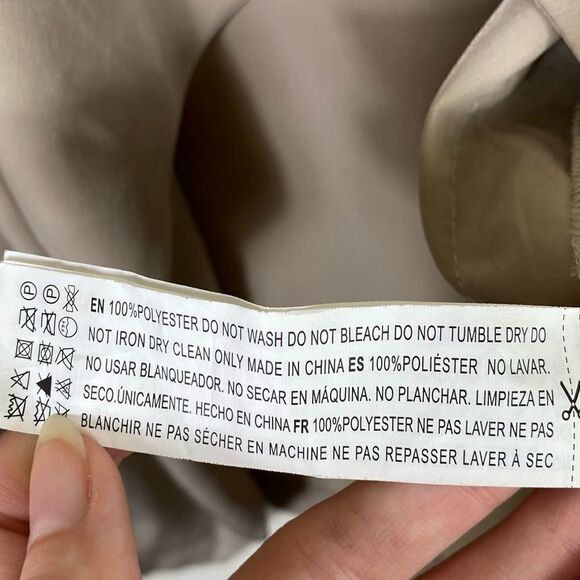 EN 100%POLYESTER DO NOT WASH DO NOT BLEACH DO NOT TUMBLE DRY DO
NOT IRON DRY CLEAN ONLY MADE IN CHINA ES 100%POLIÉSTER NO LAVAR.
NO USAR BLANQUEADOR. NO SECAR EN MÁQUINA. NO PLANCHAR. LIMPIEZA EN
SECO.ÚNICAMENTE. HECHO EN CHINA FR 100%POLYESTER NE PAS LAVER NE PAS
BLANCHIR NE PAS SÉCHER EN MACHINE NE PAS REPASSER LAVER À SEC